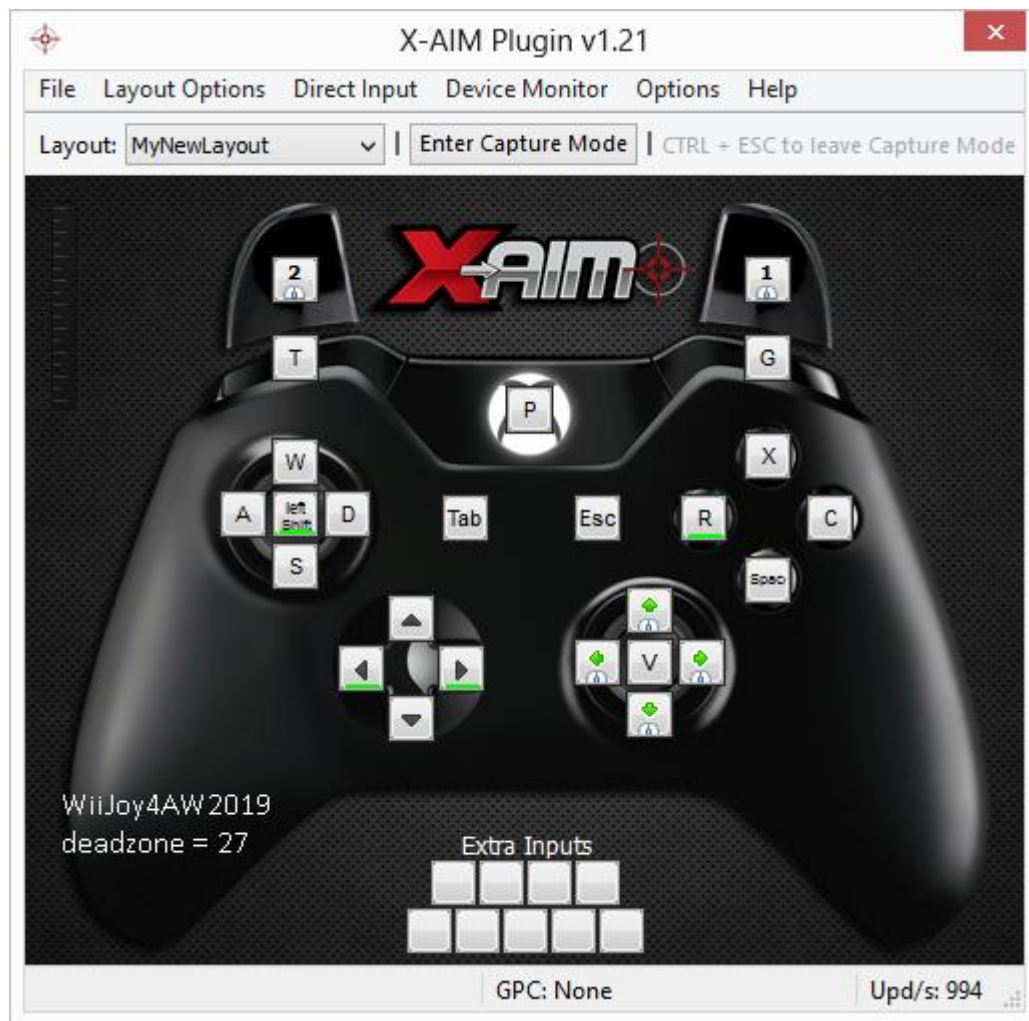 X-AIM Plugin v1.21
File Layout Options Direct Input Device Monitor Options Help
Layout: MyNewLayout | Enter Capture Mode | CTRL + ESC to leave Capture Mode
X-AIM
2 1
T G
P
W X
A left Shift D Tab Esc R C
S Spac
V
WiiJoy4AW2019
deadzone = 27
Extra Inputs
GPC: None Upd/s: 994